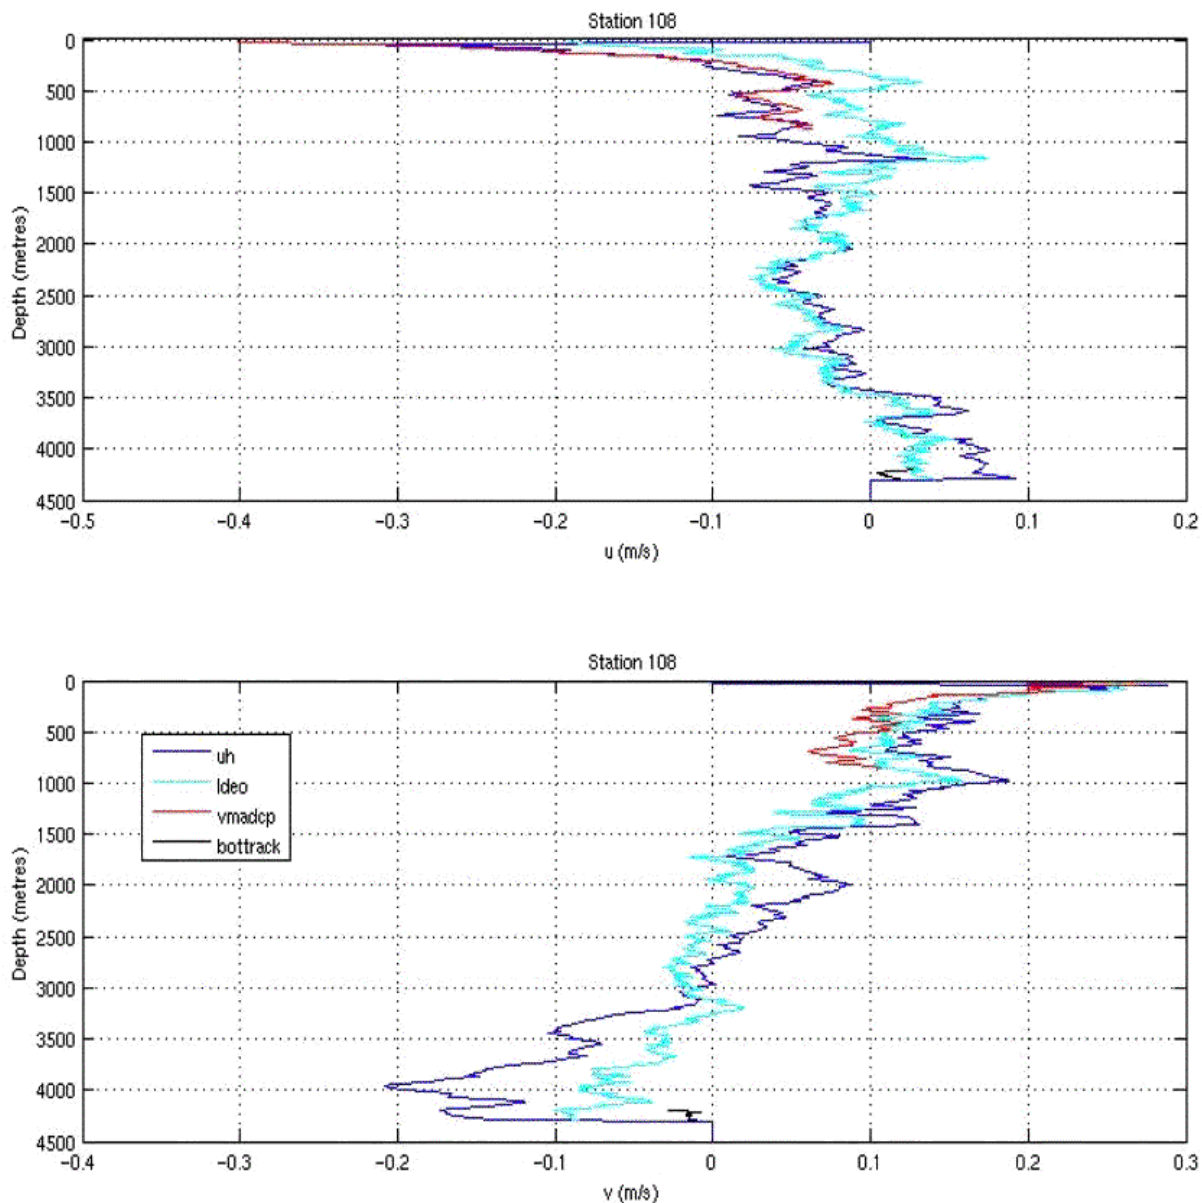 Station 108
0
500
1000
1500
2000
2500
3000
3500
4000
4500
Depth (metres)
−0.5 −0.4 −0.3 −0.2 −0.1 0 0.1 0.2
u (m/s)
Station 108
0
500
1000
1500
2000
2500
3000
3500
4000
4500
Depth (metres)
uh
ldeo
vmadcp
bottrack
−0.4 −0.3 −0.2 −0.1 0 0.1 0.2 0.3
v (m/s)